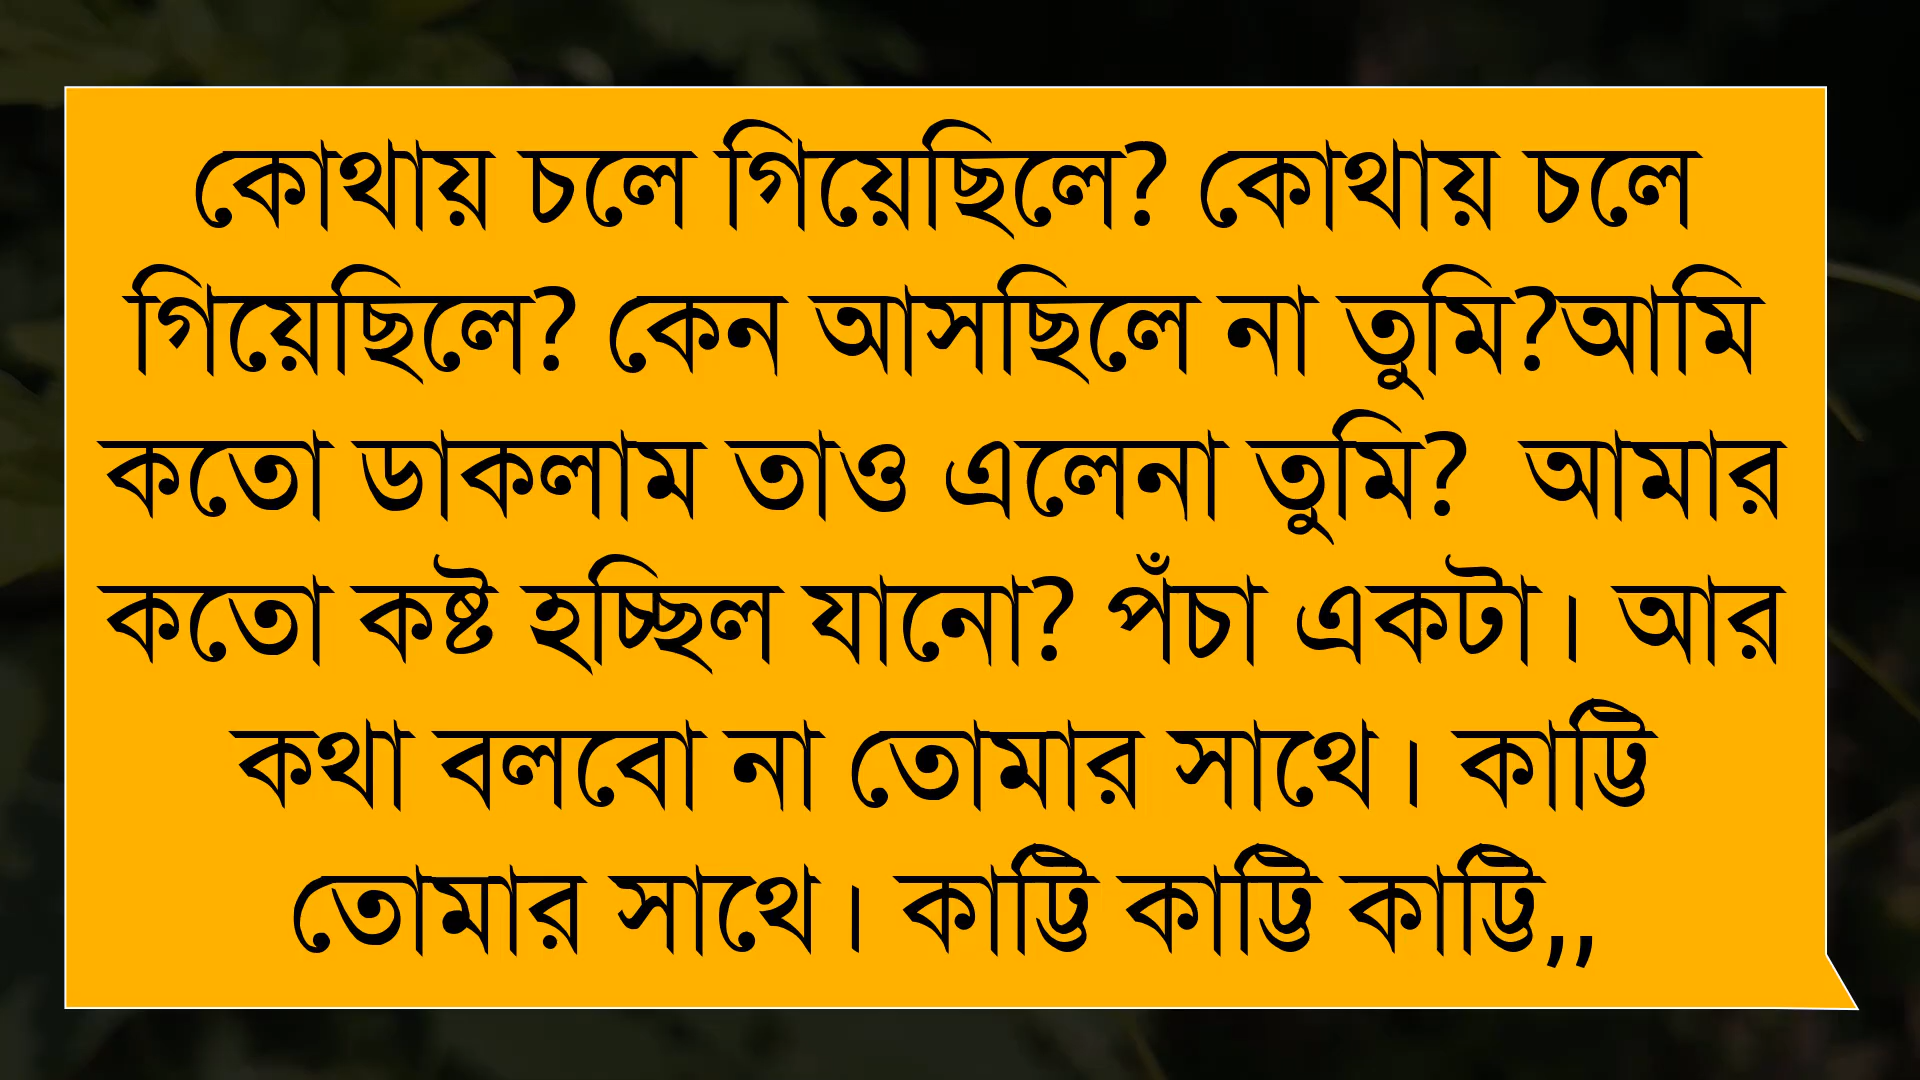 কোথায় চলে গিয়েছিলে? কোথায় চলে
গিয়েছিলে? কেন আসছিলে না তুমি?আমি
কতো ডাকলাম তাও এলেনা তুমি?  আমার
কতো কষ্ট হচ্ছিল যানো? পঁচা একটা। আর
কথা বলবো না তোমার সাথে। কাট্টি
তোমার সাথে। কাট্টি কাট্টি কাট্টি,,